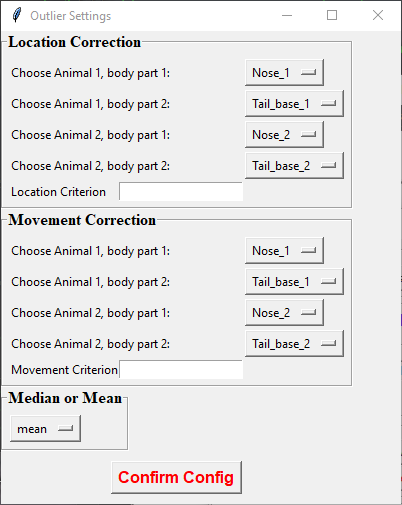 Outlier Settings
Location Correction
Choose Animal 1, body part 1: Nose_1
Choose Animal 1, body part 2: Tail_base_1
Choose Animal 2, body part 1: Nose_2
Choose Animal 2, body part 2: Tail_base_2
Location Criterion
Movement Correction
Choose Animal 1, body part 1: Nose_1
Choose Animal 1, body part 2: Tail_base_1
Choose Animal 2, body part 1: Nose_2
Choose Animal 2, body part 2: Tail_base_2
Movement Criterion
Median or Mean
mean
Confirm Config